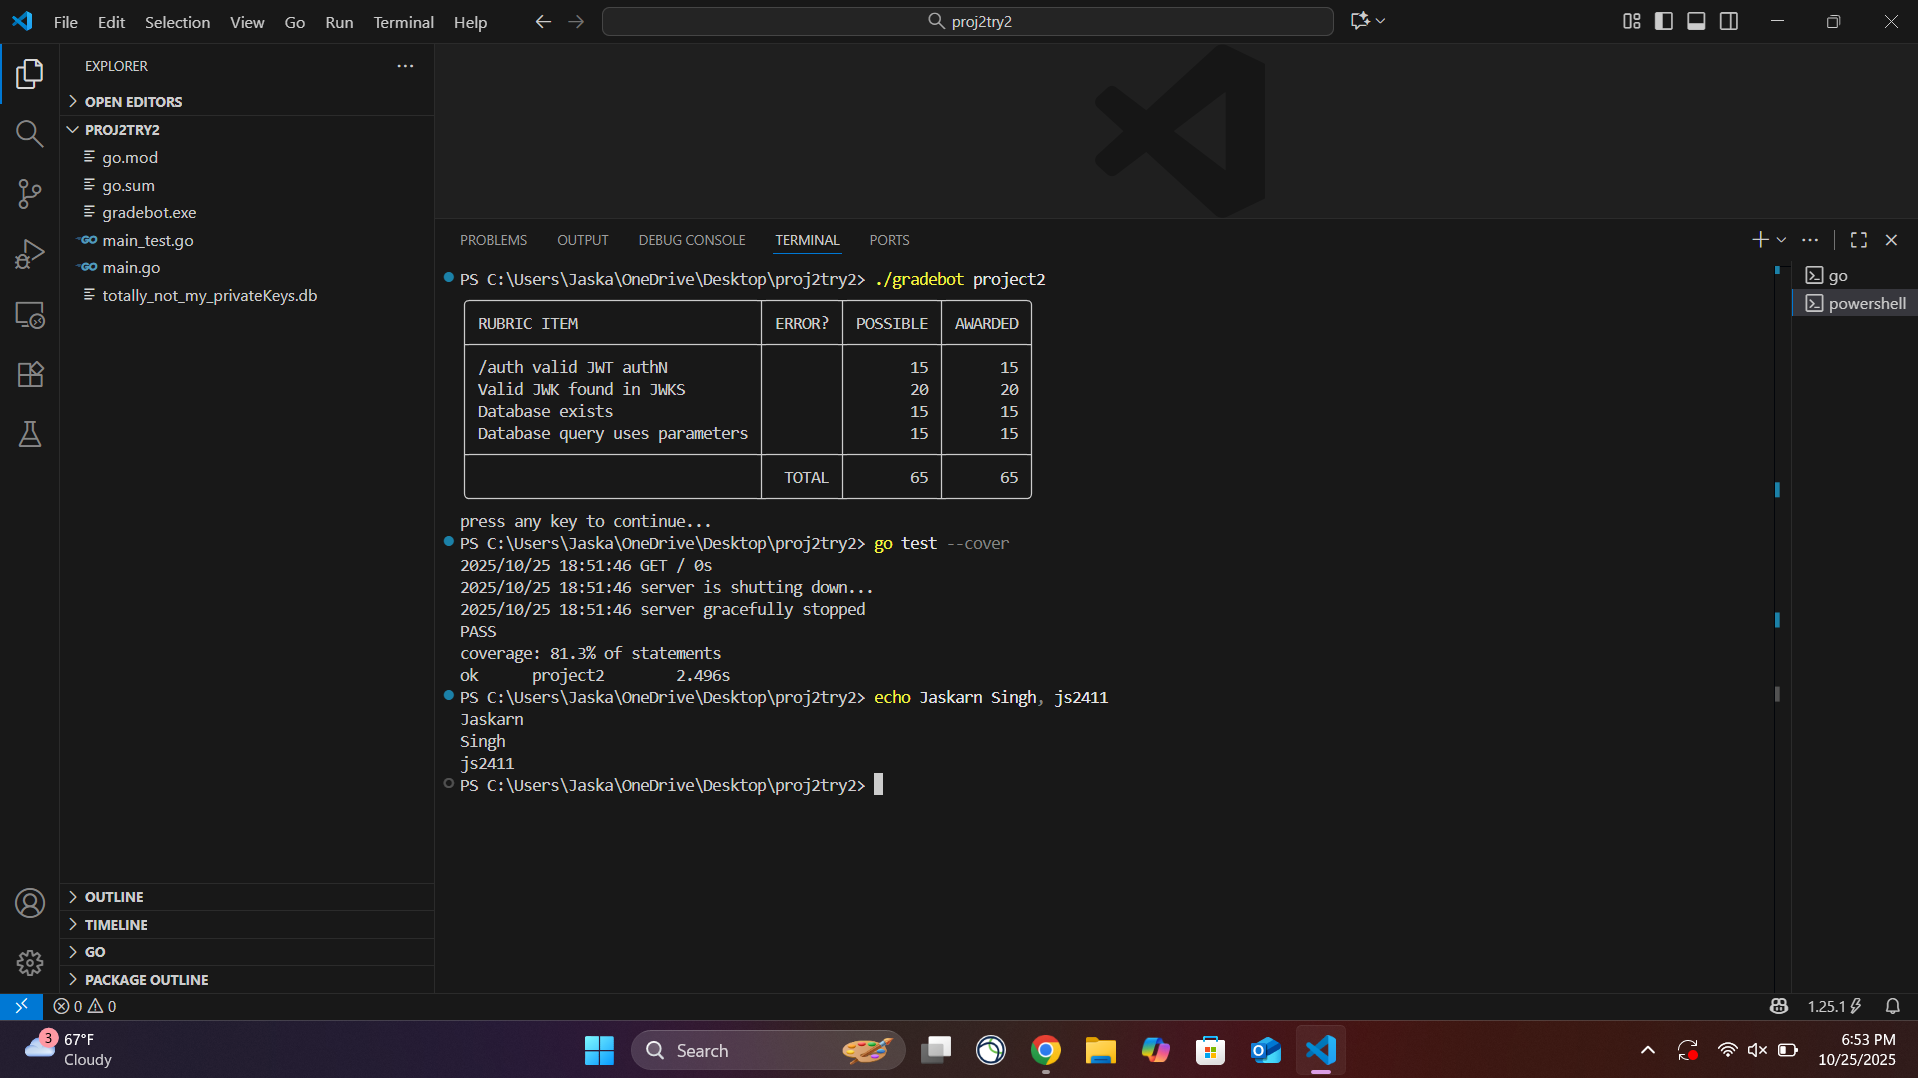 File Edit Selection View Go Run Terminal Help
proj2try2
EXPLORER
OPEN EDITORS
PROJ2TRY2
go.mod
go.sum
gradebot.exe
GO main_test.go
GO main.go
totally_not_my_privateKeys.db
OUTLINE
TIMELINE
GO
PACKAGE OUTLINE
PROBLEMS OUTPUT DEBUG CONSOLE TERMINAL PORTS
PS C:\Users\Jaska\OneDrive\Desktop\proj2try2> ./gradebot project2
RUBRIC ITEM ERROR? POSSIBLE AWARDED
/auth valid JWT authN 15 15
Valid JWK found in JWKS 20 20
Database exists 15 15
Database query uses parameters 15 15
TOTAL 65 65
press any key to continue...
PS C:\Users\Jaska\OneDrive\Desktop\proj2try2> go test --cover
2025/10/25 18:51:46 GET / 0s
2025/10/25 18:51:46 server is shutting down...
2025/10/25 18:51:46 server gracefully stopped
PASS
coverage: 81.3% of statements
ok project2 2.496s
PS C:\Users\Jaska\OneDrive\Desktop\proj2try2> echo Jaskarn Singh, js2411
Jaskarn
Singh
js2411
PS C:\Users\Jaska\OneDrive\Desktop\proj2try2>
go
powershell
0 0
1.25.1
3
67°F
Cloudy
Search
6:53 PM
10/25/2025